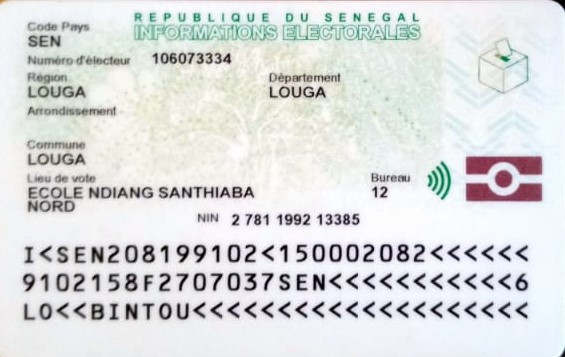 REPUBLIQUE DU SENEGAL
INFORMATIONS ELECTORALES
Code Pays
SEN
Numéro d'électeur 106073334
Région Département
LOUGA LOUGA
Arrondissement
Commune
LOUGA
Lieu de vote Bureau
ECOLE NDIANG SANTHIABA 12
NORD
NIN 2 781 1992 13385
I<SEN208199102<150002082<<<<<<
9102158F2707037SEN<<<<<<<<<<<6
LO<<BINTOU<<<<<<<<<<<<<<<<<<<<